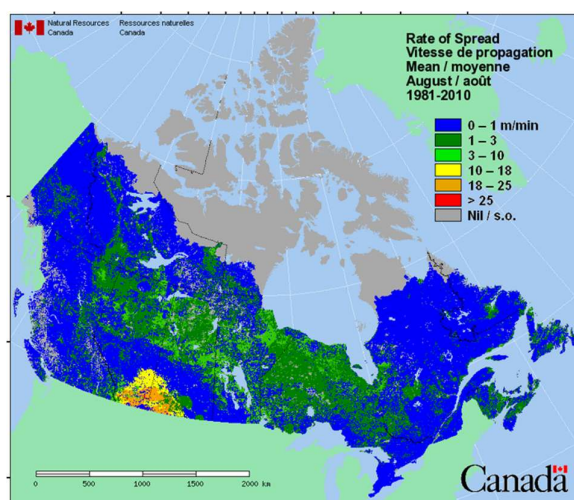 Natural Resources Ressources naturelles
Canada Canada
Rate of Spread
Vitesse de propagation
Mean / moyenne
August / août
1981-2010
0 – 1 m/min
1 – 3
3 – 10
10 – 18
18 – 25
> 25
Nil / s.o.
0 500 1000 1500 2000 km
Canada